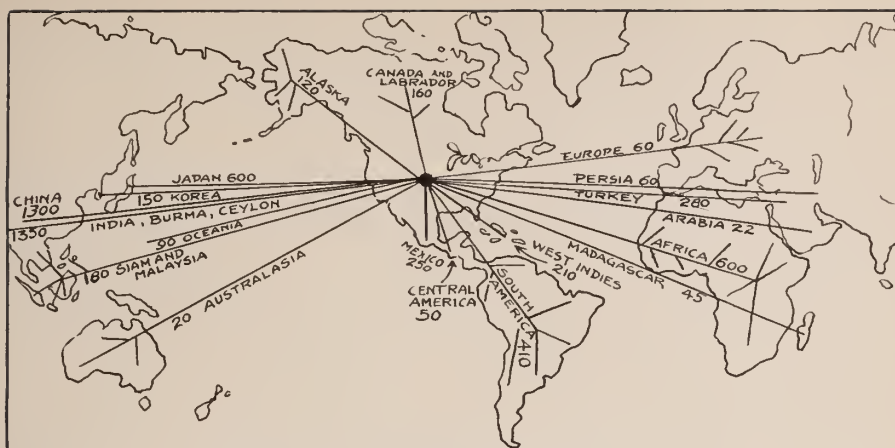 ALASKA
120
CANADA AND
LABRADOR
160
EUROPE 60
JAPAN 600
PERSIA 60
CHINA
1300
150 KOREA
TURKEY 280
1350
INDIA, BURMA, CEYLON
ARABIA 22
90 OCEANIA
AFRICA 1600
MADAGASCAR 45
180 SIAM AND
MALAYSIA
MEXICO
250
WEST INDIES
210
CENTRAL
AMERICA
50
20 AUSTRALASIA
SOUTH
AMERICA
410